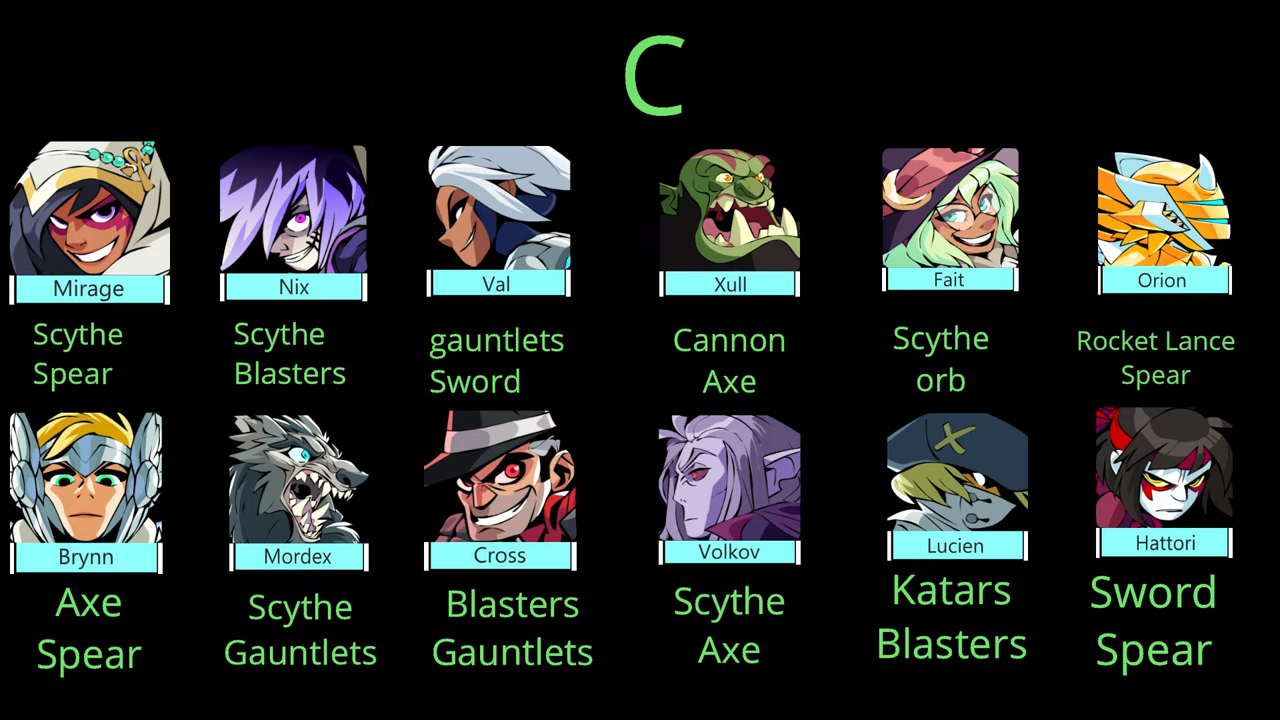 C
Mirage
Nix
Val
Xull
Fait
Orion
Scythe
Spear
Scythe
Blasters
gauntlets
Sword
Cannon
Axe
Scythe
orb
Rocket Lance
Spear
Brynn
Mordex
Cross
Volkov
Lucien
Hattori
Axe
Spear
Scythe
Gauntlets
Blasters
Gauntlets
Scythe
Axe
Katars
Blasters
Sword
Spear